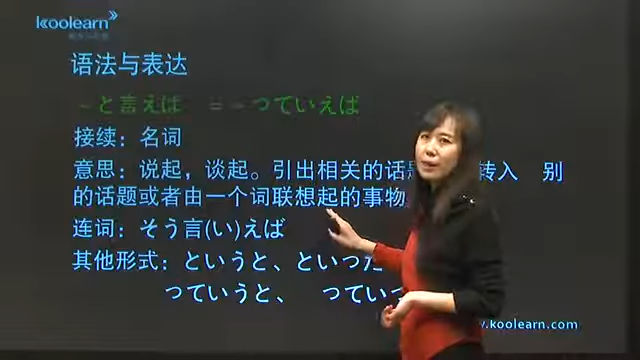 koolearn
语法与表达
～と言えば ＝～っていえば
接续：名词
意思：说起，谈起。引出相关的话 转入 别
的话题或者由一个词联想起的事物
连词：そう言(い)えば
其他形式：というと、といった
っていうと、 ってい
.koolearn.com